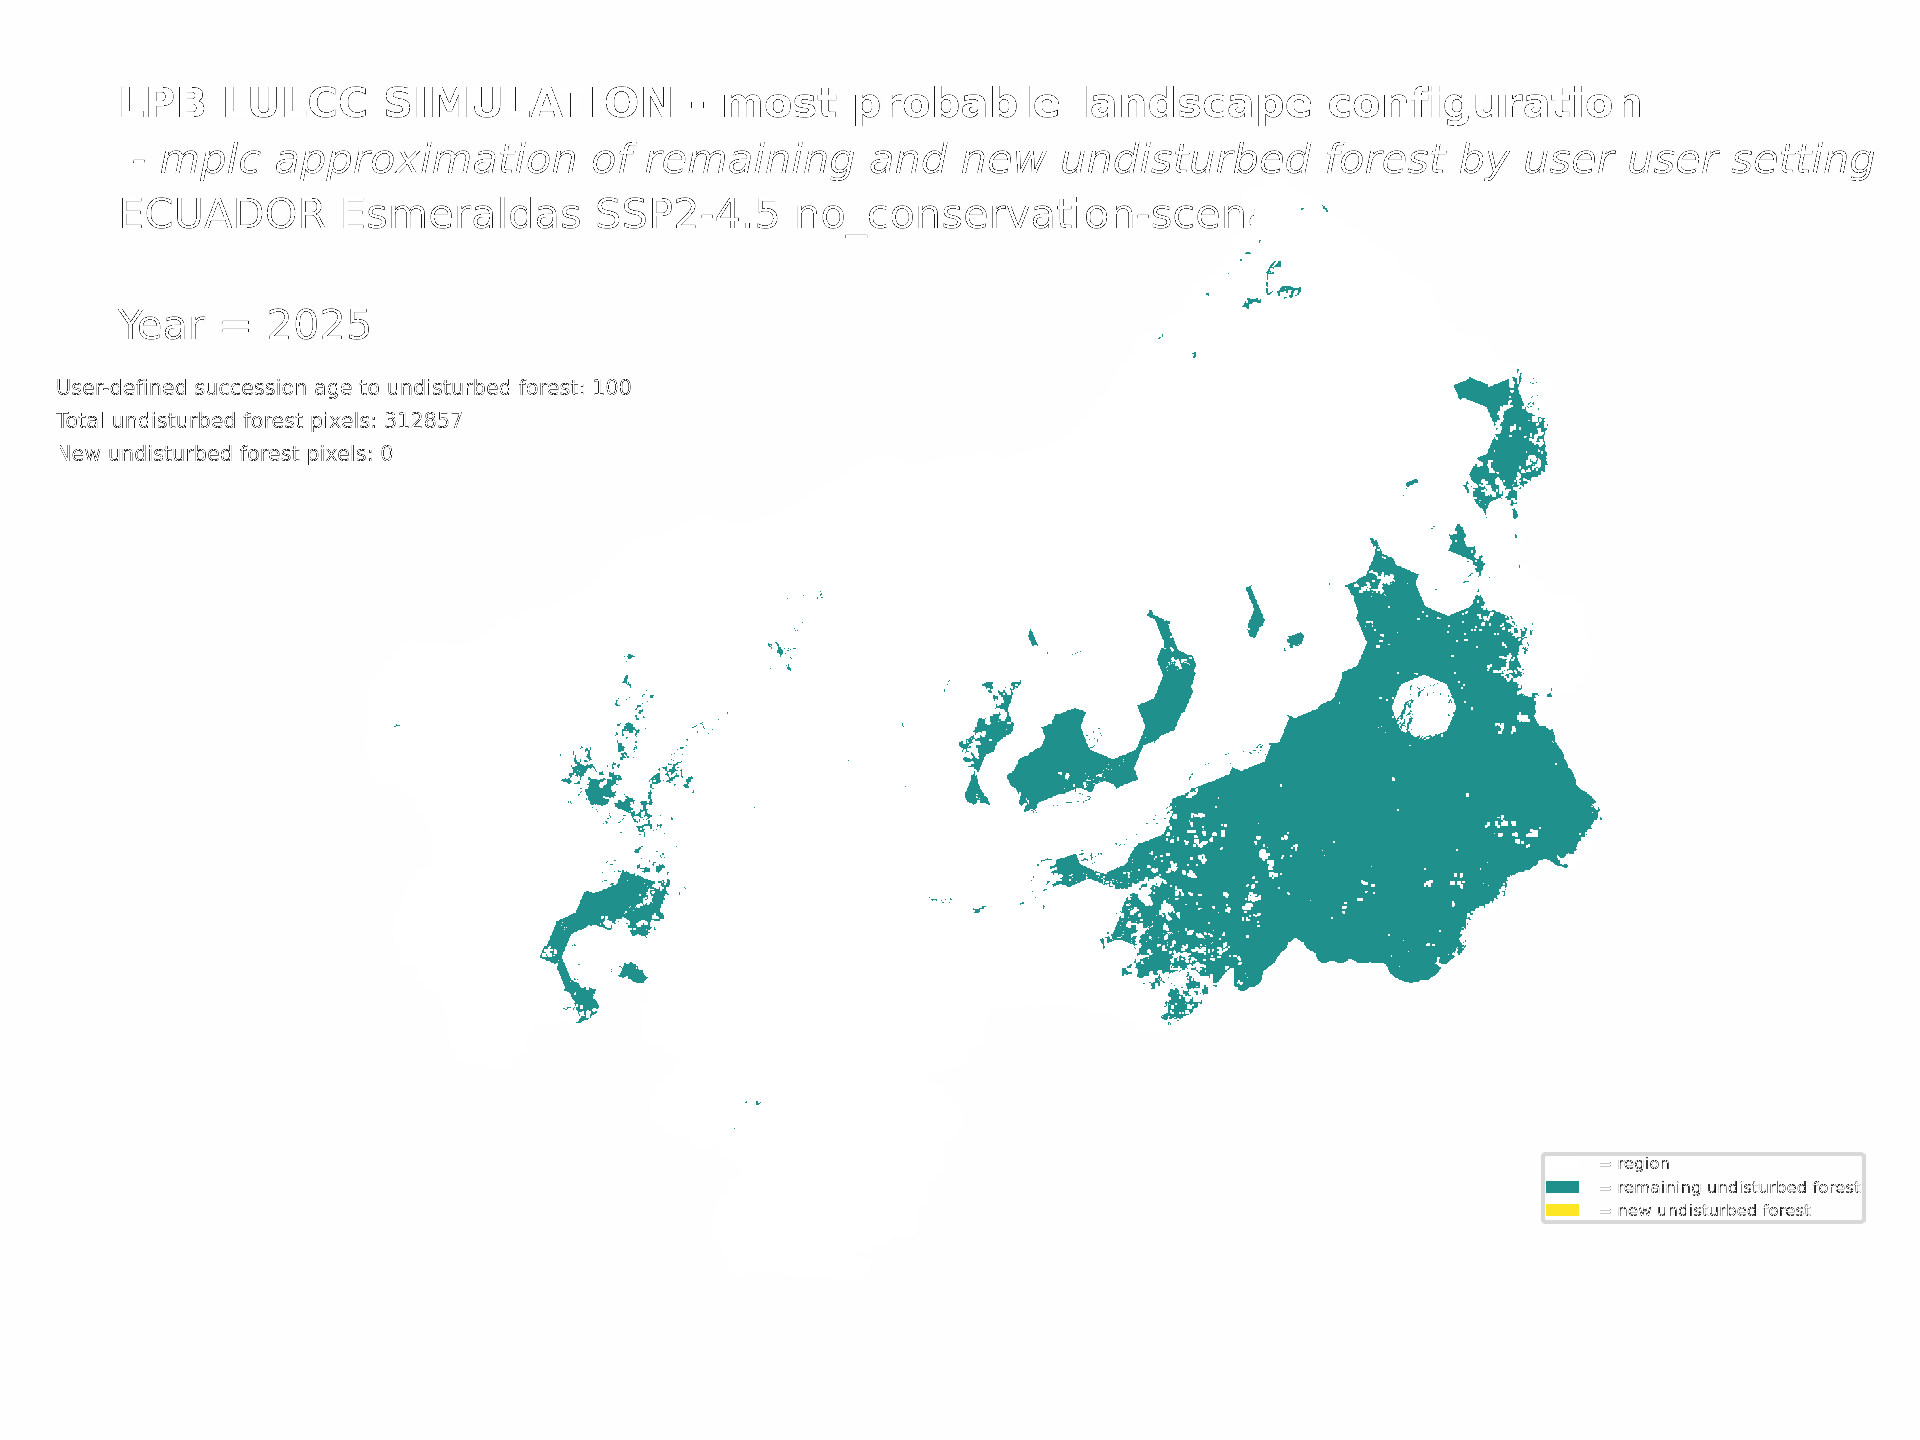 LPB LULCC SIMULATION - most probable landscape configuration
- mplc approximation of remaining and new undisturbed forest by user user setting
ECUADOR Esmeraldas SSP2-4.5 no_conservation-scen
Year = 2025
User-defined succession age to undisturbed forest: 100
Total undisturbed forest pixels: 312857
New undisturbed forest pixels: 0
= region
= remaining undisturbed forest
= new undisturbed forest